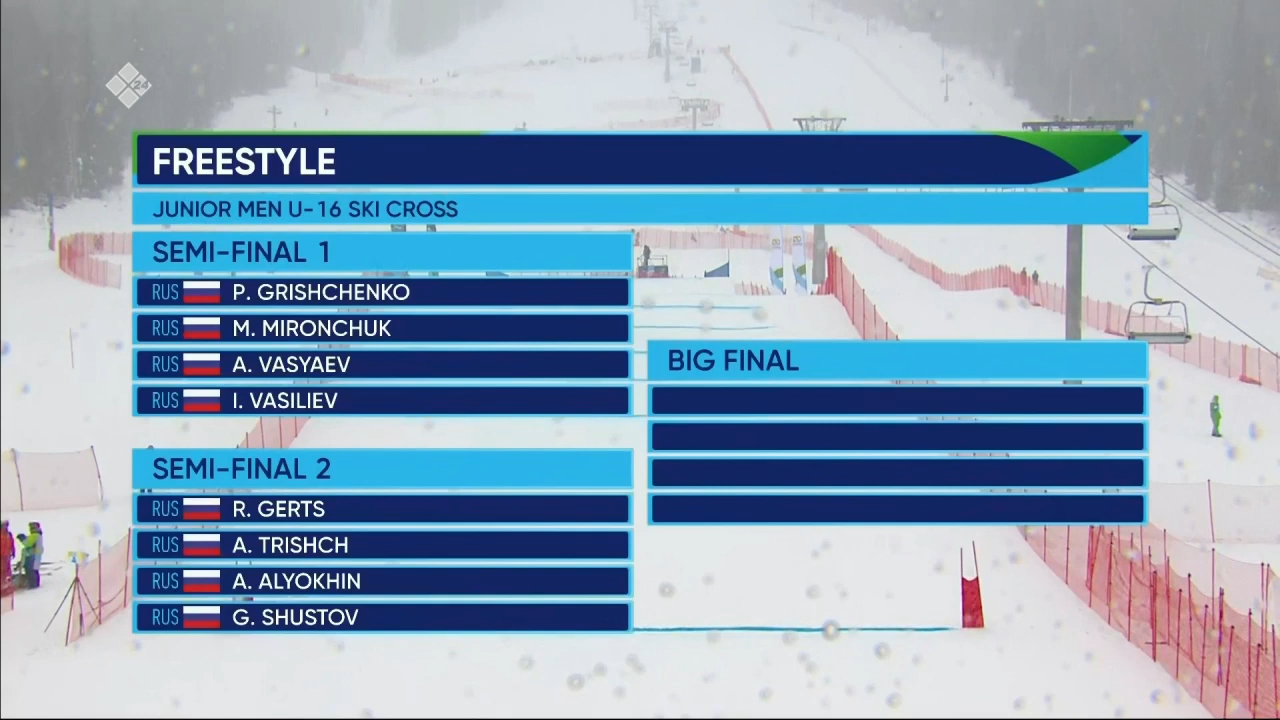 X24
FREESTYLE
JUNIOR MEN U-16 SKI CROSS
SEMI-FINAL 1
RUS P. GRISHCHENKO
RUS M. MIRONCHUK
RUS A. VASYAEV
RUS I. VASILIEV
SEMI-FINAL 2
RUS R. GERTS
RUS A. TRISHCH
RUS A. ALYOKHIN
RUS G. SHUSTOV
BIG FINAL